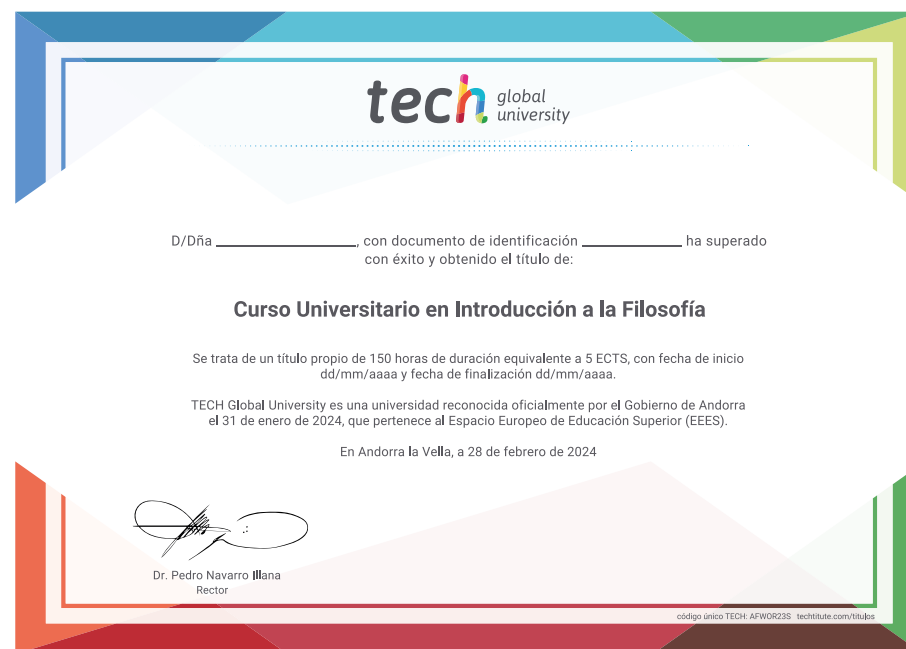 tech global university
D/Dña ____________, con documento de identificación ____________ ha superado
con éxito y obtenido el título de:
Curso Universitario en Introducción a la Filosofía
Se trata de un título propio de 150 horas de duración equivalente a 5 ECTS, con fecha de inicio
dd/mm/aaaa y fecha de finalización dd/mm/aaaa.
TECH Global University es una universidad reconocida oficialmente por el Gobierno de Andorra
el 31 de enero de 2024, que pertenece al Espacio Europeo de Educación Superior (EEES).
En Andorra la Vella, a 28 de febrero de 2024
Dr. Pedro Navarro Illana
Rector
código único TECH: AFWOR23S techtitute.com/titulos